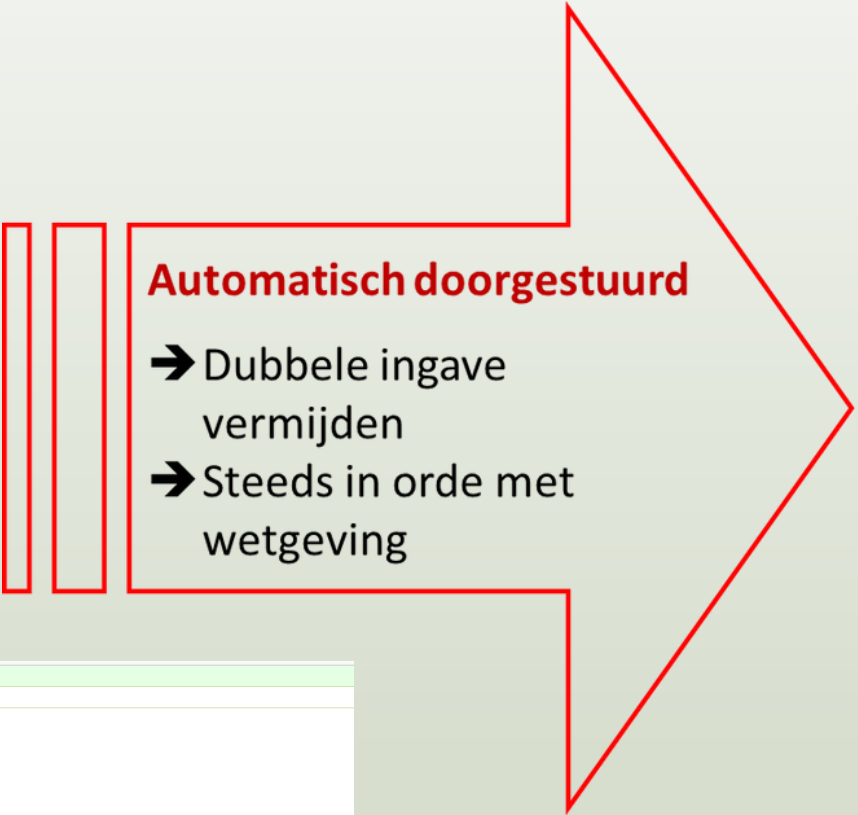 Automatisch doorgestuurd
➔ Dubbele ingave
vermijden
➔ Steeds in orde met
wetgeving